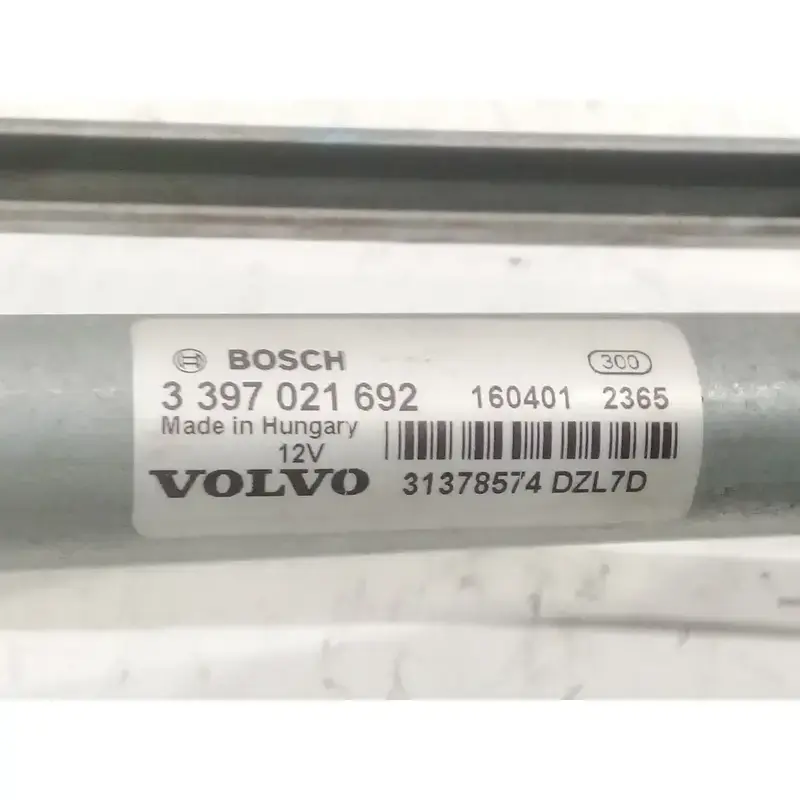 BOSCH 300
3 397 021 692 160401 2365
Made in Hungary
12V
VOLVO 31378574 DZL7D